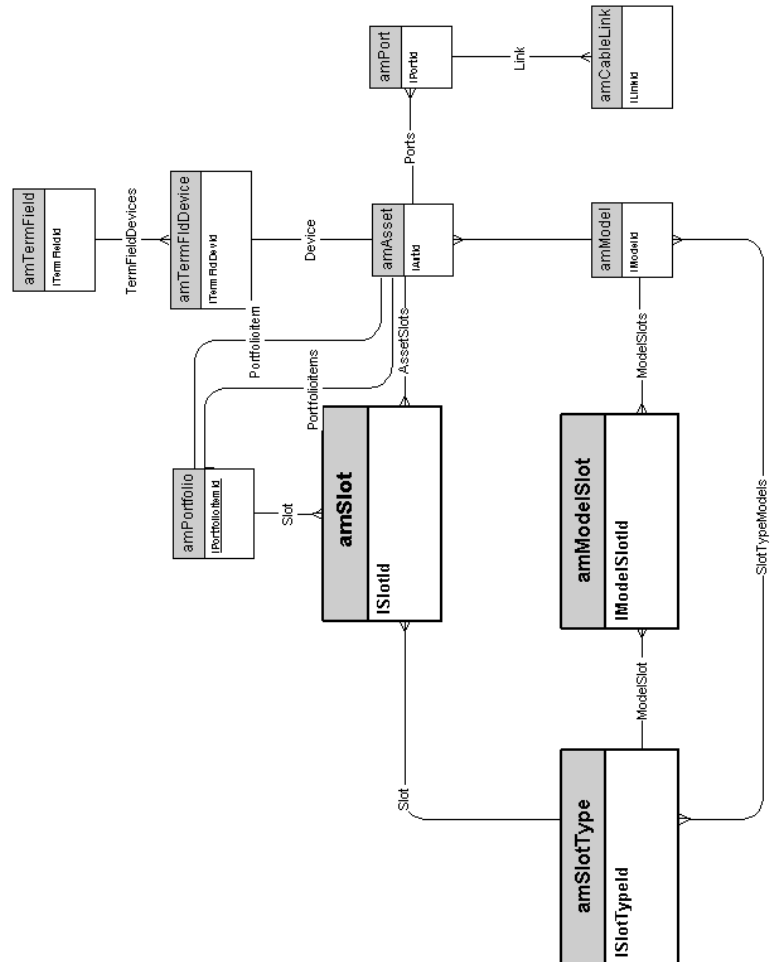 amTermField
lTermFieldId
TermFieldDevices
amTermFldDevice
lTermFldDevId
amPortfolio
lPortfolioItemId
PortfolioItem
PortfolioItems
Slot
Device
amSlot
lSlotId
AssetSlots
amAsset
lAstId
Slot
Ports
amPort
lPortId
Link
amCableLink
lLinkId
amSlotType
lSlotTypeId
ModelSlot
amModelSlot
lModelSlotId
ModelSlots
amModel
lModelId
SlotTypeModels